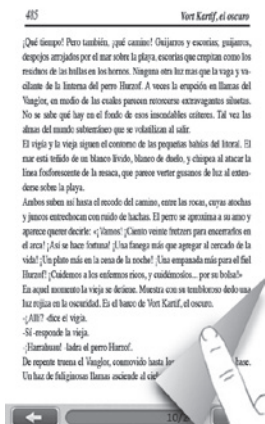 485
Vort Kartif, el oscuro
¡Qué tiempo! Pero también, ¡qué camino! Guijarros y escorias, guijarros,
despojos arrojados por el mar sobre la playa, escorias que crepitan como los
residuos de las hullas en los hornos. Ninguna otra luz mas que la vaga y va-
cilante de la linterna del perro Hurzof. A veces la erupción en llamas del
Vanglor, en medio de las cuales parecen retorcerse extravagantes siluetas.
No se sabe qué hay en el fondo de esos insondables cráteres. Tal vez las
almas del mundo subterráneo que se volatilizan al salir.
El vigía y la vieja siguen el contorno de las pequeñas bahías del litoral. El
mar está teñido de un blanco lívido, blanco de duelo, y chispea al atacar la
línea fosforescente de la resaca, que parece verter gusanos de luz al exten-
derse sobre la playa.
Ambos suben así hasta el recodo del camino, entre las rocas, cuyas atochas
y juncos entrechocan con ruido de hachas. El perro se aproxima a su amo y
aparece querer decirle: «¡Vamos! ¡Ciento veinte fretzers para encerrarlos en
el arca! ¡Así se hace fortuna! ¡Una fanega más que agregar al cercado de la
vida! ¡Un plato más en la cena de la noche! ¡Una empanada más para el fiel
Hurzof! ¡Cuidemos a los enfermos ricos, y cuidémoslos... por su bolsa!»
En aquel momento la vieja se detiene. Muestra con su tembloroso dedo una
luz rojiza en la oscuridad. Es el barco de Vort Kartif, el oscuro.
-¿Allí? -dice el vigía.
-Sí -responde la vieja.
-¡Harrahuau! -ladra el perro Hurzof.
De repente truena el Vanglor, conmovido hasta los base.
Un haz de fuliginosas llamas asciende al ciel
10/2